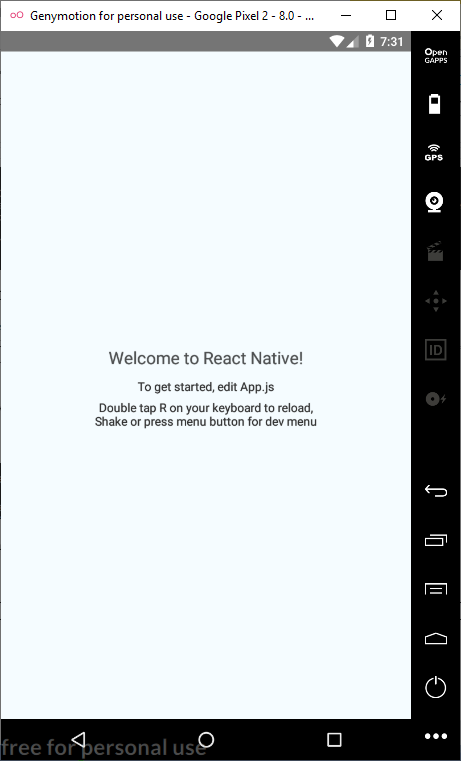 Genymotion for personal use - Google Pixel 2 - 8.0 - ...
7:31
Open
GAPPS
GPS
ID
Welcome to React Native!
To get started, edit App.js
Double tap R on your keyboard to reload,
Shake or press menu button for dev menu
free for personal use